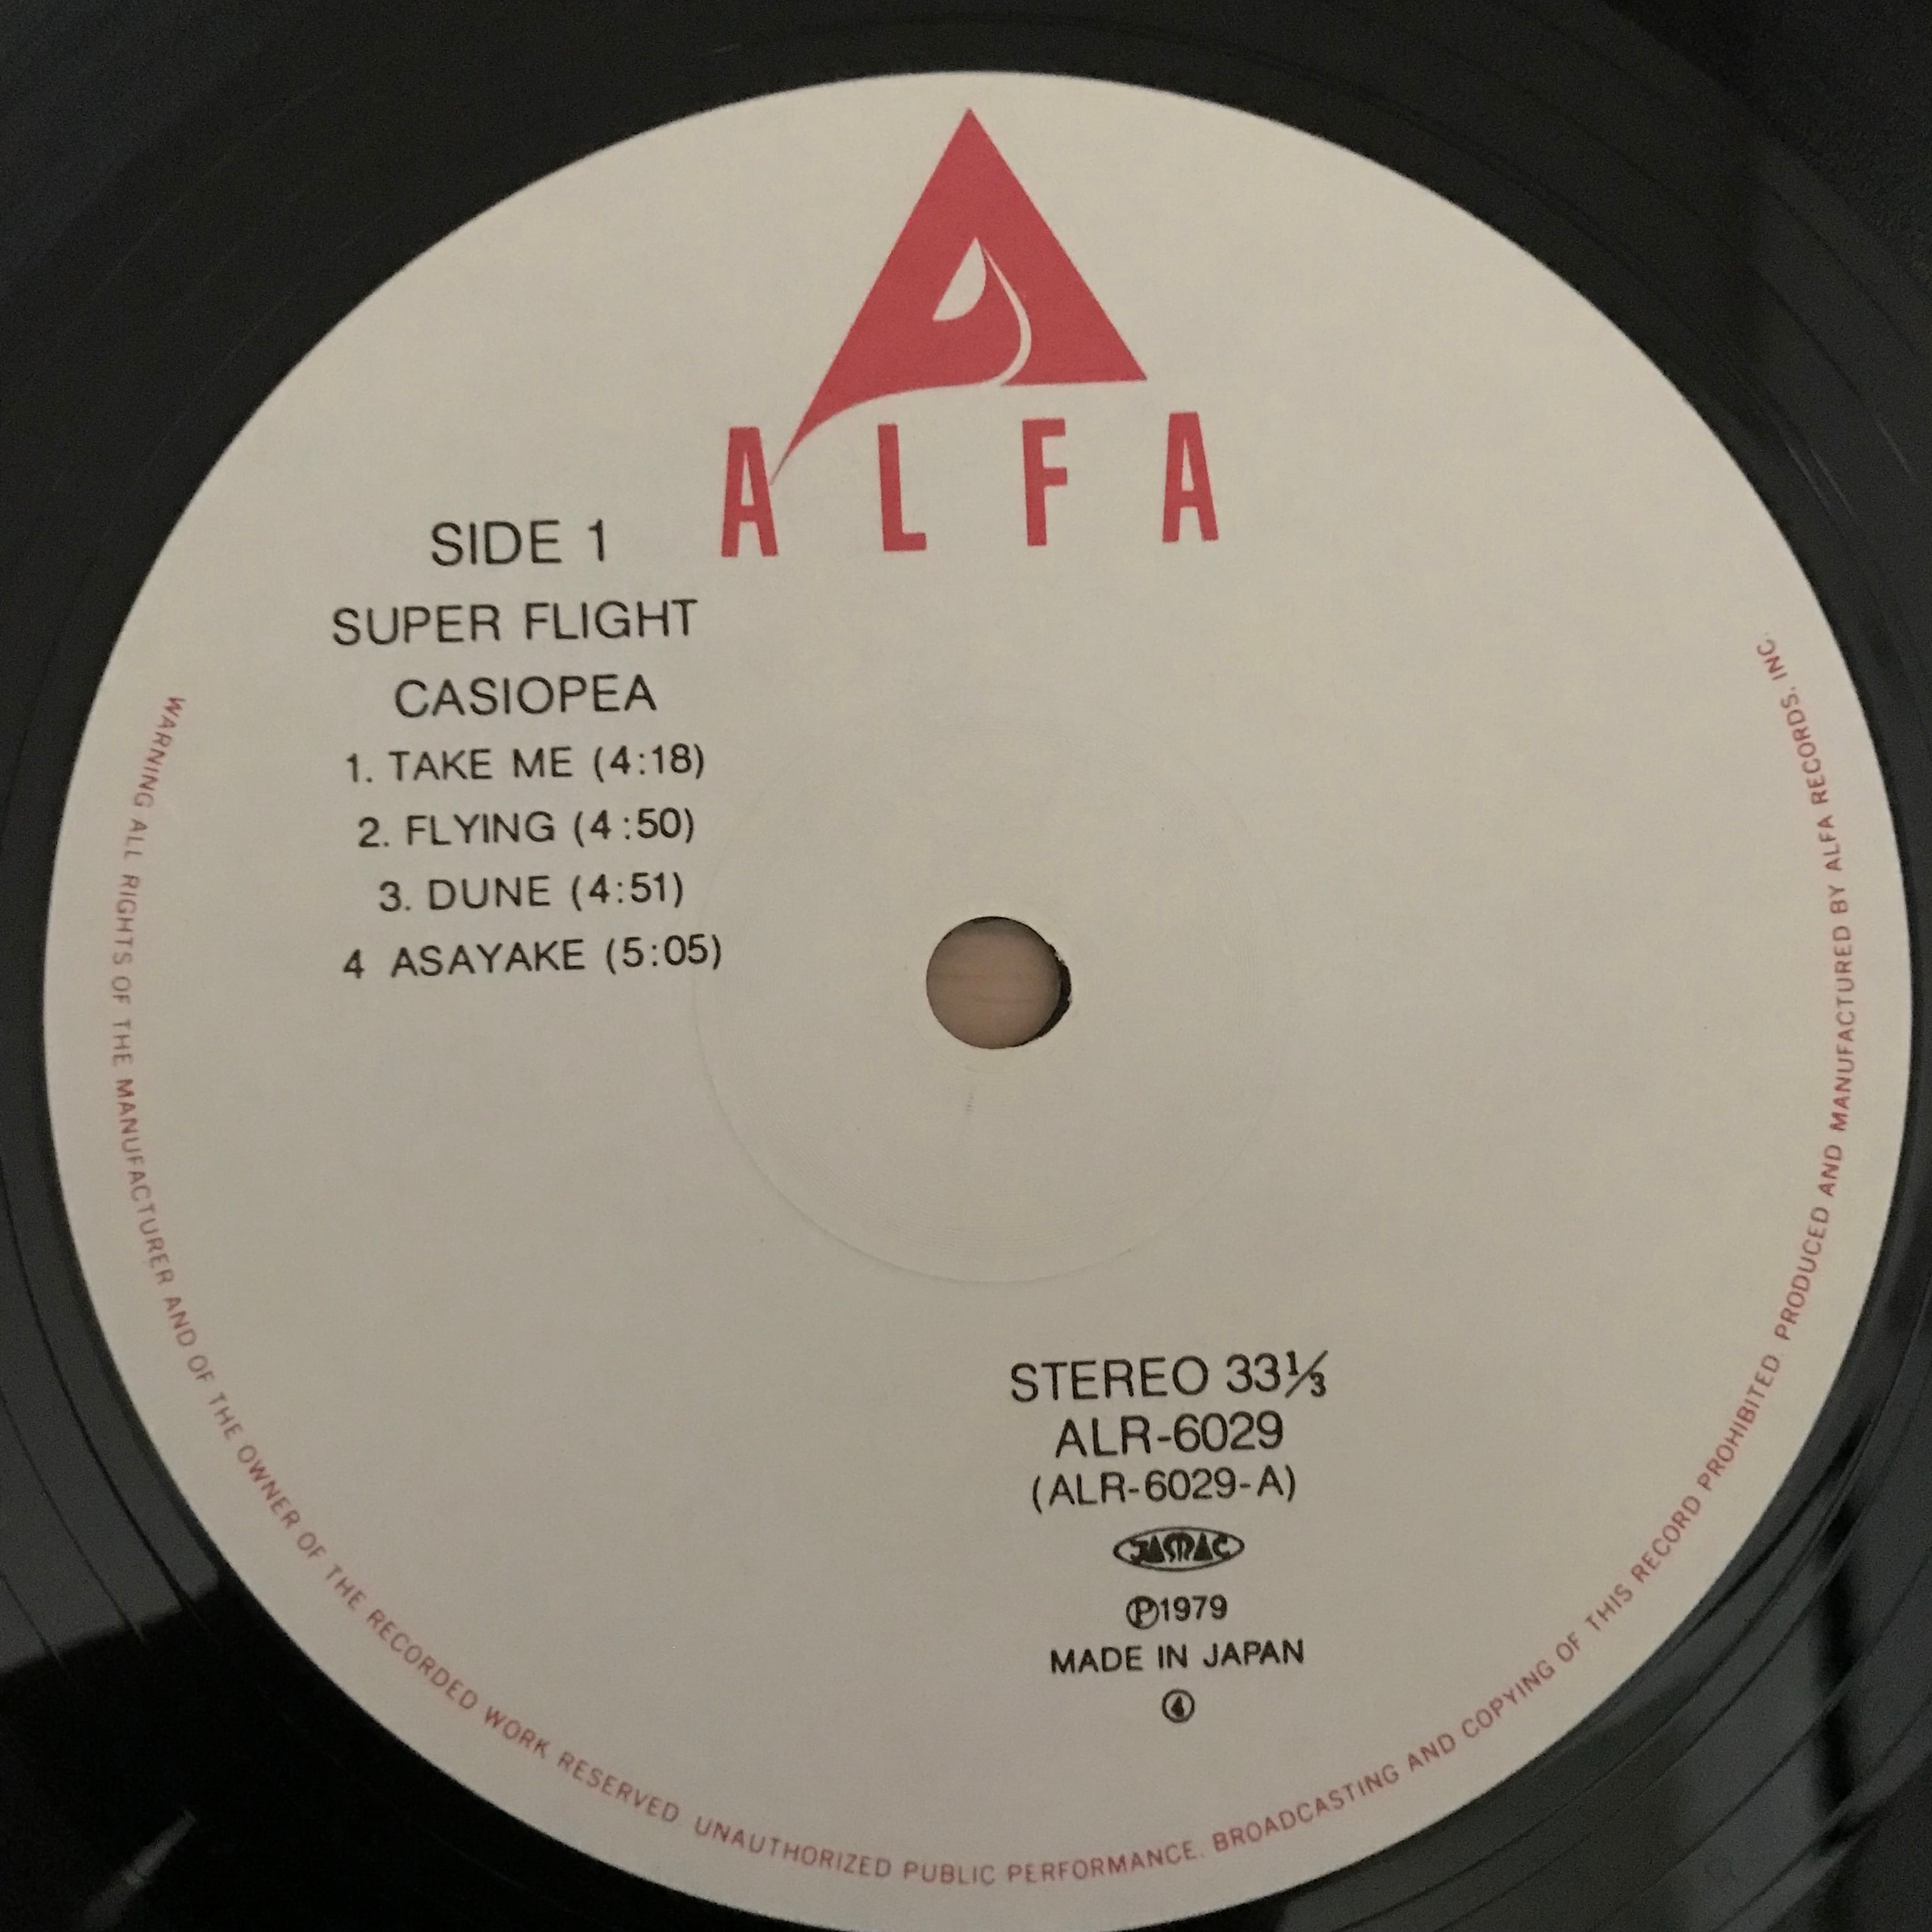 ALFA
SIDE 1
SUPER FLIGHT
CASIOPEA
1. TAKE ME (4:18)
2. FLYING (4:50)
3. DUNE (4:51)
4 ASAYAKE (5:05)
STEREO 33⅓
ALR-6029
(ALR-6029-A)
JASRAC
Ⓟ1979
MADE IN JAPAN
④
WARNING ALL RIGHTS OF THE MANUFACTURER AND OF THE OWNER OF THE RECORDED WORK RESERVED UNAUTHORIZED PUBLIC PERFORMANCE. BROADCASTING AND COPYING OF THIS RECORD PROHIBITED PRODUCED AND MANUFACTURED BY ALFA RECORDS, INC.